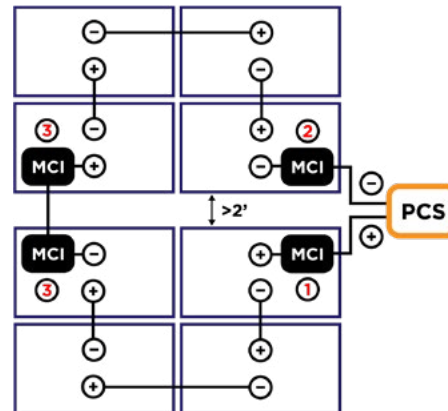 − +
+ −
③ − + ②
MCI + − MCI −
>2' PCS
+
MCI − + MCI
③ + − ①
− +
+ −